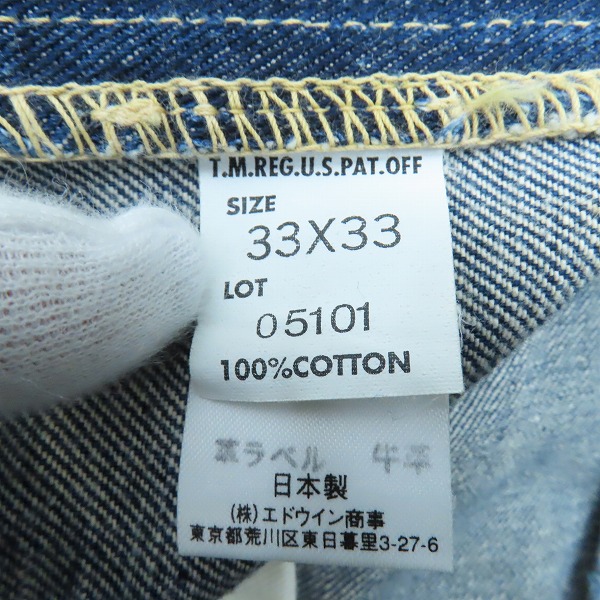 T.M.REG.U.S.PAT.OFF
SIZE
33X33
LOT
05101
100%COTTON
革ラベル 牛革
日本製
(株)エドウイン商事
東京都荒川区東日暮里3-27-6